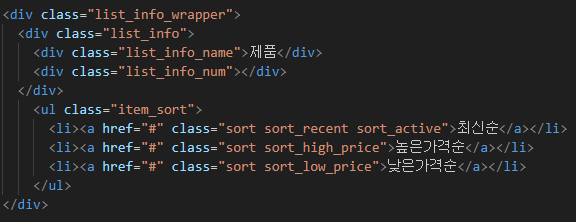 <div class="list_info_wrapper">
  <div class="list_info">
    <div class="list_info_name">제품</div>
    <div class="list_info_num"></div>
  </div>
    <ul class="item_sort">
      <li><a href="#" class="sort sort_recent sort_active">최신순</a></li>
      <li><a href="#" class="sort sort_high_price">높은가격순</a></li>
      <li><a href="#" class="sort sort_low_price">낮은가격순</a></li>
    </ul>
</div>